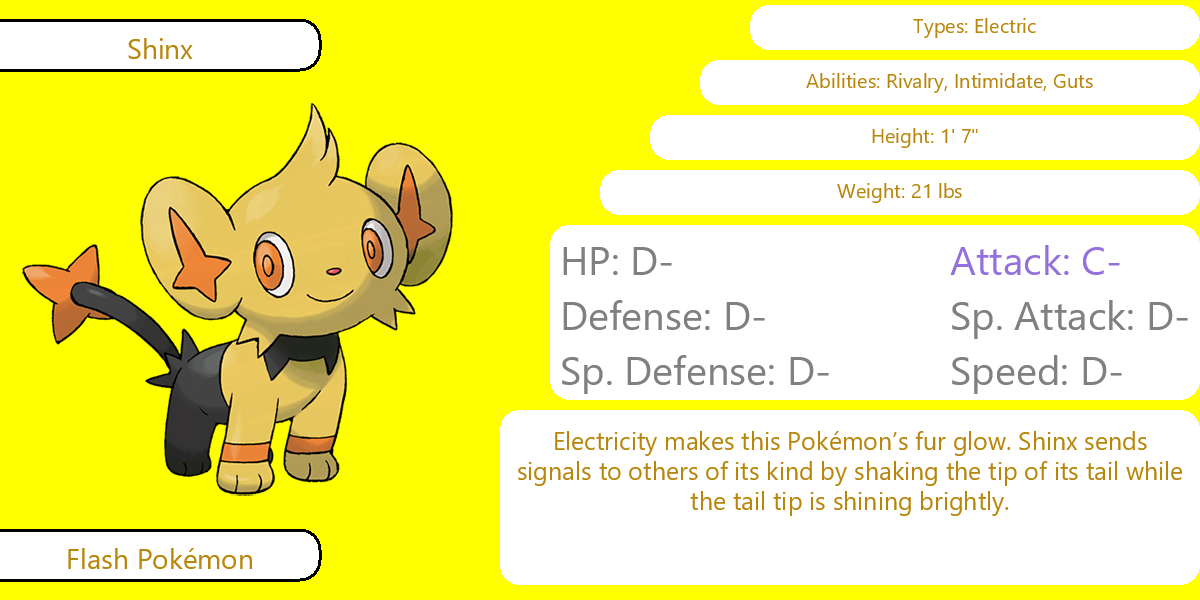 Shinx
Types: Electric
Abilities: Rivalry, Intimidate, Guts
Height: 1' 7"
Weight: 21 lbs
HP: D-
Attack: C-
Defense: D-
Sp. Attack: D-
Sp. Defense: D-
Speed: D-
Electricity makes this Pokémon’s fur glow. Shinx sends
signals to others of its kind by shaking the tip of its tail while
the tail tip is shining brightly.
Flash Pokémon